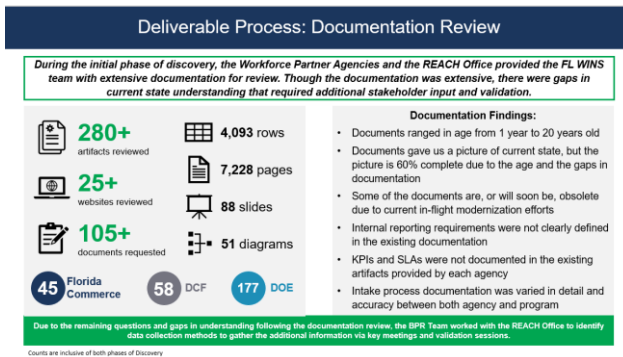 Deliverable Process: Documentation Review
During the initial phase of discovery, the Workforce Partner Agencies and the REACH Office provided the FL WINS
team with extensive documentation for review. Though the documentation was extensive, there were gaps in
current state understanding that required additional stakeholder input and validation.
280+
artifacts reviewed
25+
websites reviewed
105+
documents requested
4,093 rows
7,228 pages
88 slides
51 diagrams
45 Florida
Commerce
58 DCF
177 DOE
Documentation Findings:
• Documents ranged in age from 1 year to 20 years old
• Documents gave us a picture of current state, but the
picture is 60% complete due to the age and the gaps in
documentation
• Some of the documents are, or will soon be, obsolete
due to current in-flight modernization efforts
• Internal reporting requirements were not clearly defined
in the existing documentation
• KPIs and SLAs were not documented in the existing
artifacts provided by each agency
• Intake process documentation was varied in detail and
accuracy between both agency and program
Due to the remaining questions and gaps in understanding following the documentation review, the BPR Team worked with the REACH Office to identify
data collection methods to gather the additional information via key meetings and validation sessions.
Counts are inclusive of both phases of Discovery